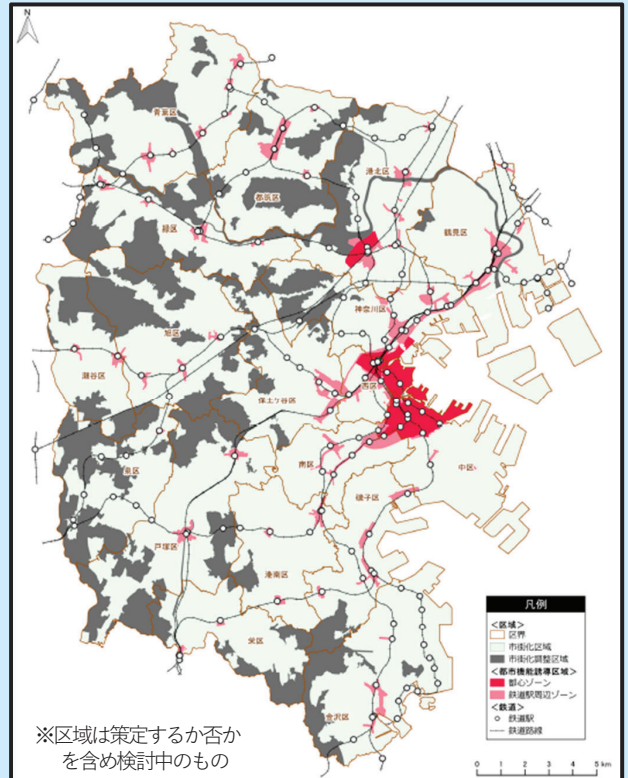 N
青葉区
港北区
都筑区
鶴見区
緑区
神奈川区
旭区
瀬谷区
西区
保土ケ谷区
中区
南区
泉区
磯子区
戸塚区
港南区
栄区
金沢区
凡例
<区域>
区界
市街化区域
市街化調整区域
<都市機能誘導区域>
都心ゾーン
鉄道駅周辺ゾーン
<鉄道>
鉄道駅
鉄道路線
※区域は策定するか否か
を含め検討中のもの
0 1 2 3 4 5 km